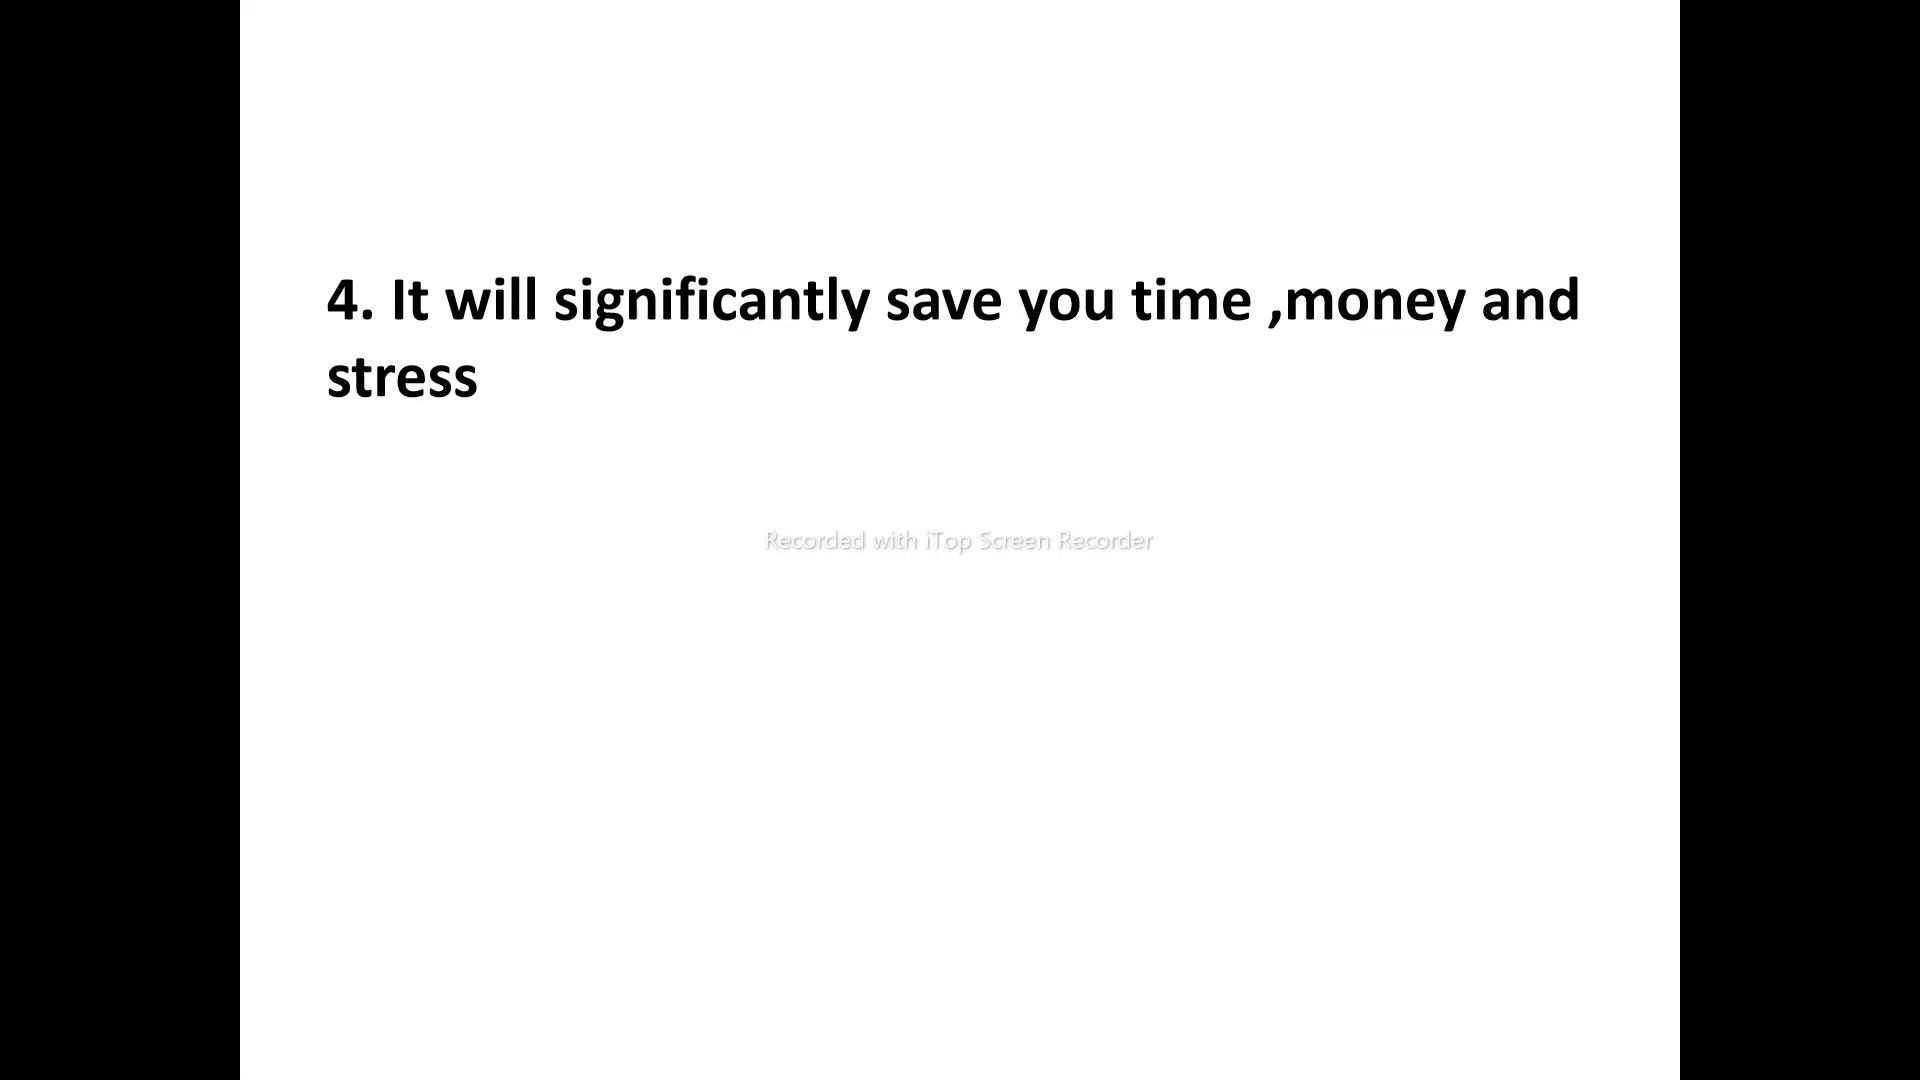 4. It will significantly save you time ,money and
stress
Recorded with iTop Screen Recorder